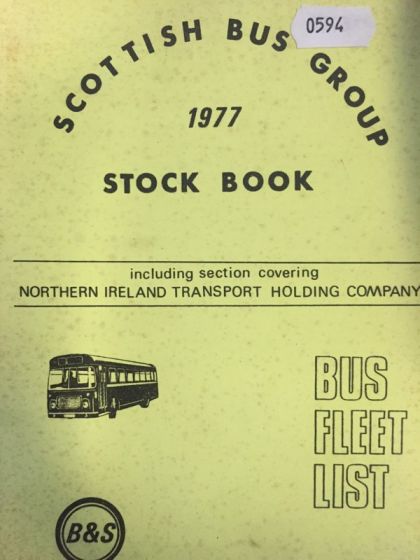 0594
SCOTTISH BUS GROUP
1977
STOCK BOOK
including section covering
NORTHERN IRELAND TRANSPORT HOLDING COMPANY
BUS
FLEET
LIST
B&S